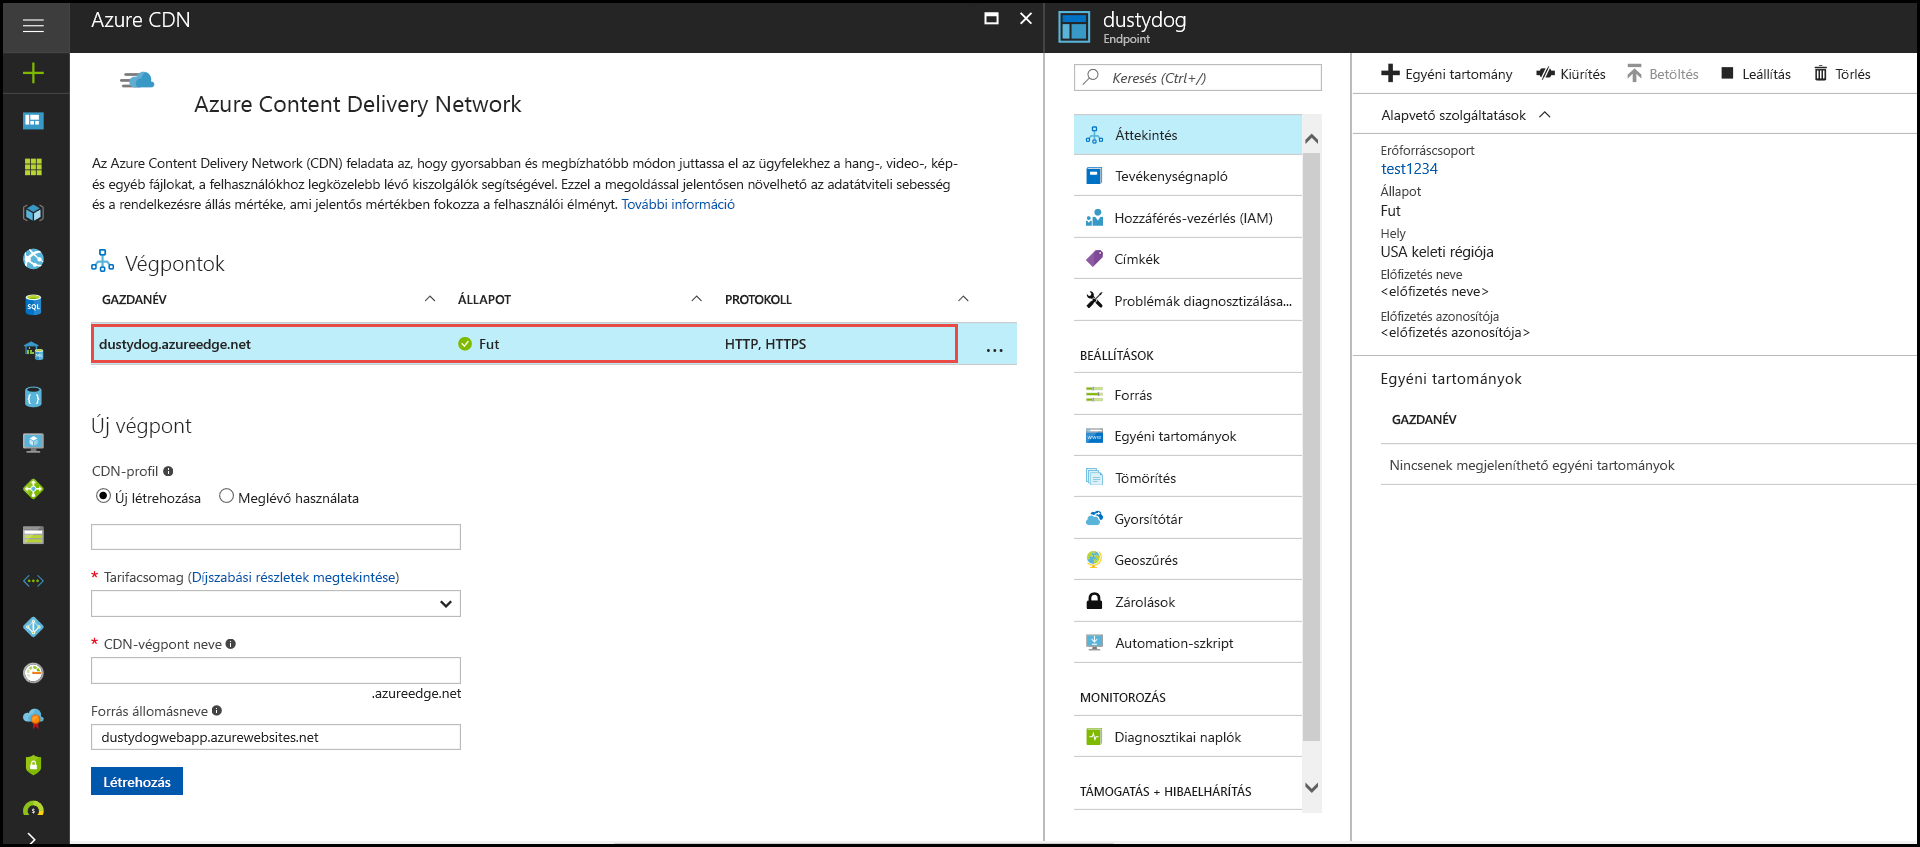 Azure CDN
Azure Content Delivery Network
Az Azure Content Delivery Network (CDN) feladata az, hogy gyorsabban és megbízhatóbb módon juttassa el az ügyfelekhez a hang-, video-, kép-
és egyéb fájlokat, a felhasználókhoz legközelebb lévő kiszolgálók segítségével. Ezzel a megoldással jelentősen növelhető az adatátviteli sebesség
és a rendelkezésre állás mértéke, ami jelentős mértékben fokozza a felhasználói élményt. További információ
Végpontok
GAZDANÉV ÁLLAPOT PROTOKOLL
dustydog.azureedge.net Fut HTTP, HTTPS ...
Új végpont
CDN-profil
Új létrehozása Meglévő használata
* Tarifacsomag (Díjszabási részletek megtekintése)
* CDN-végpont neve
.azureedge.net
Forrás állomásneve
dustydogwebapp.azurewebsites.net
Létrehozás
dustydog
Endpoint
Keresés (Ctrl+/)
Áttekintés
Tevékenységnapló
Hozzáférés-vezérlés (IAM)
Címkék
Problémák diagnosztizálása...
BEÁLLÍTÁSOK
Forrás
Egyéni tartományok
Tömörítés
Gyorsítótár
Geoszűrés
Zárolások
Automation-szkript
MONITOROZÁS
Diagnosztikai naplók
TÁMOGATÁS + HIBAELHÁRÍTÁS
Egyéni tartomány Kiürítés Betöltés Leállítás Törlés
Alapvető szolgáltatások
Erőforráscsoport
test1234
Állapot
Fut
Hely
USA keleti régiója
Előfizetés neve
<előfizetés neve>
Előfizetés azonosítója
<előfizetés azonosítója>
Egyéni tartományok
GAZDANÉV
Nincsenek megjeleníthető egyéni tartományok